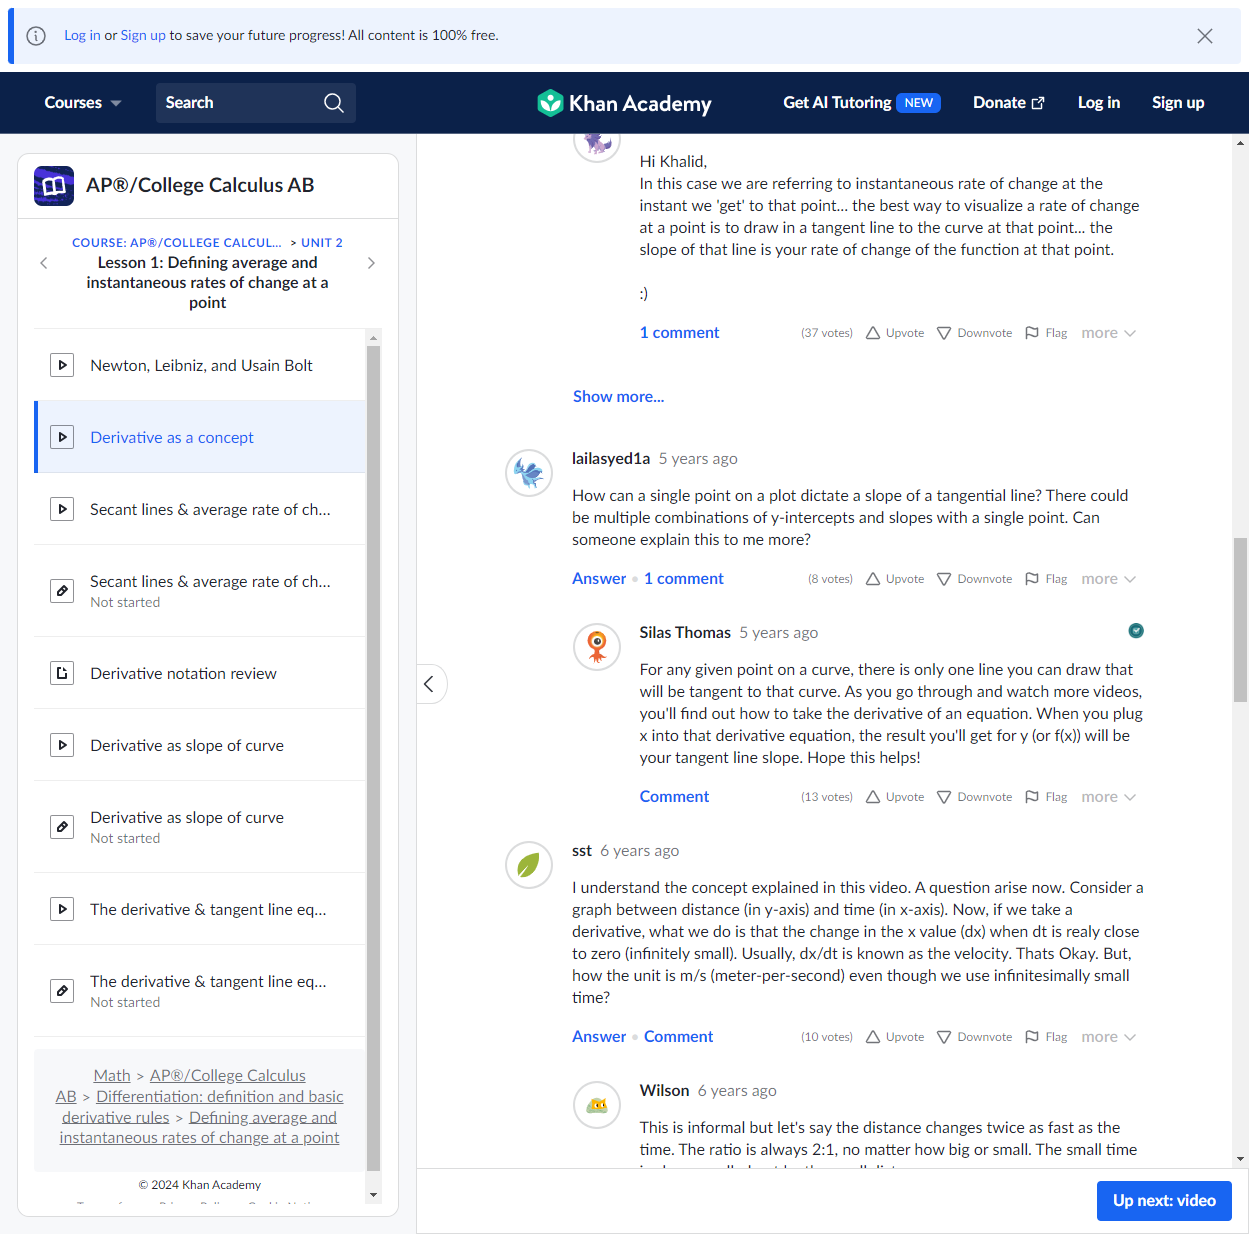 Log in or Sign up to save your future progress! All content is 100% free.
Courses
Search
Khan Academy
Get AI Tutoring NEW
Donate
Log in
Sign up
AP®/College Calculus AB
COURSE: AP®/COLLEGE CALCUL... > UNIT 2
Lesson 1: Defining average and
instantaneous rates of change at a
point
Newton, Leibniz, and Usain Bolt
Derivative as a concept
Secant lines & average rate of ch...
Secant lines & average rate of ch...
Not started
Derivative notation review
Derivative as slope of curve
Derivative as slope of curve
Not started
The derivative & tangent line eq...
The derivative & tangent line eq...
Not started
Math > AP®/College Calculus
AB > Differentiation: definition and basic
derivative rules > Defining average and
instantaneous rates of change at a point
© 2024 Khan Academy
Hi Khalid,
In this case we are referring to instantaneous rate of change at the
instant we 'get' to that point... the best way to visualize a rate of change
at a point is to draw in a tangent line to the curve at that point... the
slope of that line is your rate of change of the function at that point.
:)
1 comment (37 votes) Upvote Downvote Flag more
Show more...
lailasyed1a 5 years ago
How can a single point on a plot dictate a slope of a tangential line? There could
be multiple combinations of y-intercepts and slopes with a single point. Can
someone explain this to me more?
Answer • 1 comment (8 votes) Upvote Downvote Flag more
Silas Thomas 5 years ago
For any given point on a curve, there is only one line you can draw that
will be tangent to that curve. As you go through and watch more videos,
you'll find out how to take the derivative of an equation. When you plug
x into that derivative equation, the result you'll get for y (or f(x)) will be
your tangent line slope. Hope this helps!
Comment (13 votes) Upvote Downvote Flag more
sst 6 years ago
I understand the concept explained in this video. A question arise now. Consider a
graph between distance (in y-axis) and time (in x-axis). Now, if we take a
derivative, what we do is that the change in the x value (dx) when dt is realy close
to zero (infinitely small). Usually, dx/dt is known as the velocity. Thats Okay. But,
how the unit is m/s (meter-per-second) even though we use infinitesimally small
time?
Answer • Comment (10 votes) Upvote Downvote Flag more
Wilson 6 years ago
This is informal but let's say the distance changes twice as fast as the
time. The ratio is always 2:1, no matter how big or small. The small time
Up next: video